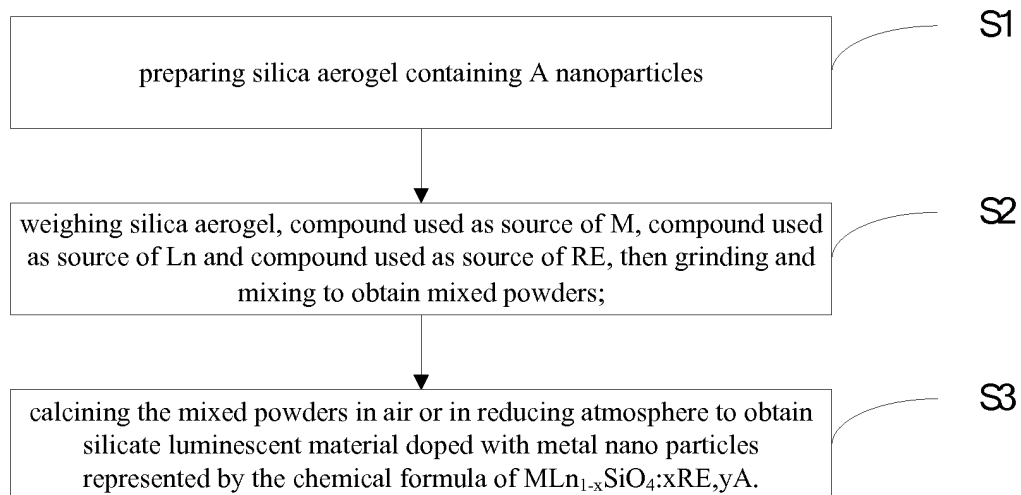 S1
preparing silica aerogel containing A nanoparticles
S2
weighing silica aerogel, compound used as source of M, compound used
as source of Ln and compound used as source of RE, then grinding and
mixing to obtain mixed powders;
S3
calcining the mixed powders in air or in reducing atmosphere to obtain
silicate luminescent material doped with metal nano particles
represented by the chemical formula of MLn₁₋ₓSiO₄:xRE,yA.